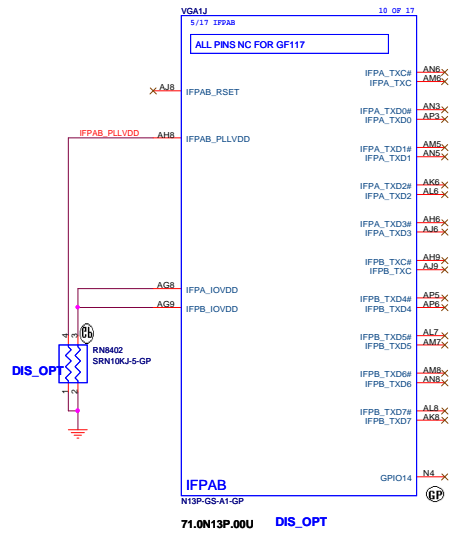 VGA1J
10 OF 17
5/17 IFPAB
ALL PINS NC FOR GF117
AJ8 IFPAB_RSET
IFPAB_PLLVDD AH8 IFPAB_PLLVDD
AG8 IFPA_IOVDD
AG9 IFPB_IOVDD
IFPA_TXC# AN6
IFPA_TXC AM6
IFPA_TXD0# AN3
IFPA_TXD0 AP3
IFPA_TXD1# AM5
IFPA_TXD1 AN5
IFPA_TXD2# AK6
IFPA_TXD2 AL6
IFPA_TXD3# AH6
IFPA_TXD3 AJ6
IFPB_TXC# AH9
IFPB_TXC AJ9
IFPB_TXD4# AP5
IFPB_TXD4 AP6
IFPB_TXD5# AL7
IFPB_TXD5 AM7
IFPB_TXD6# AM8
IFPB_TXD6 AN8
IFPB_TXD7# AL8
IFPB_TXD7 AK8
GPIO14 N4
4 3
RN8402
SRN10KJ-5-GP
DIS_OPT
1 2
IFPAB
GP
N13P-GS-A1-GP
71.0N13P.00U DIS_OPT